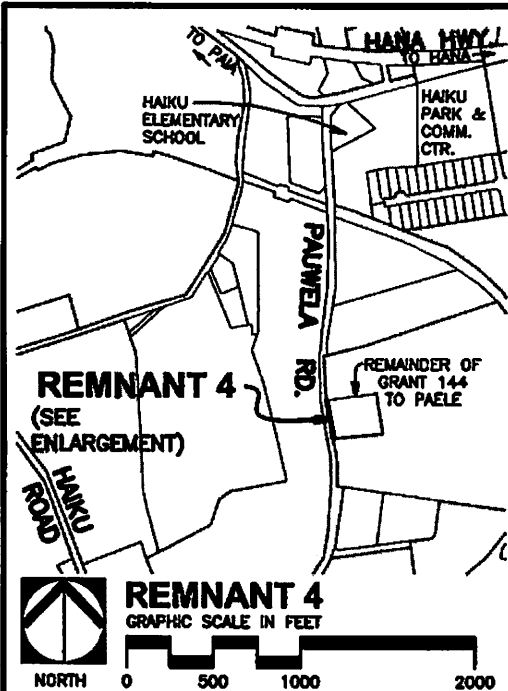 HANA HWY.
TO PAIA
TO HANA
HAIKU
ELEMENTARY
SCHOOL
HAIKU
PARK &
COMM.
CTR.
PAUWELA RD.
REMNANT 4
(SEE
ENLARGEMENT)
REMAINDER OF
GRANT 144
TO PAELE
HAIKU
ROAD
REMNANT 4
GRAPHIC SCALE IN FEET
NORTH
0 500 1000 2000